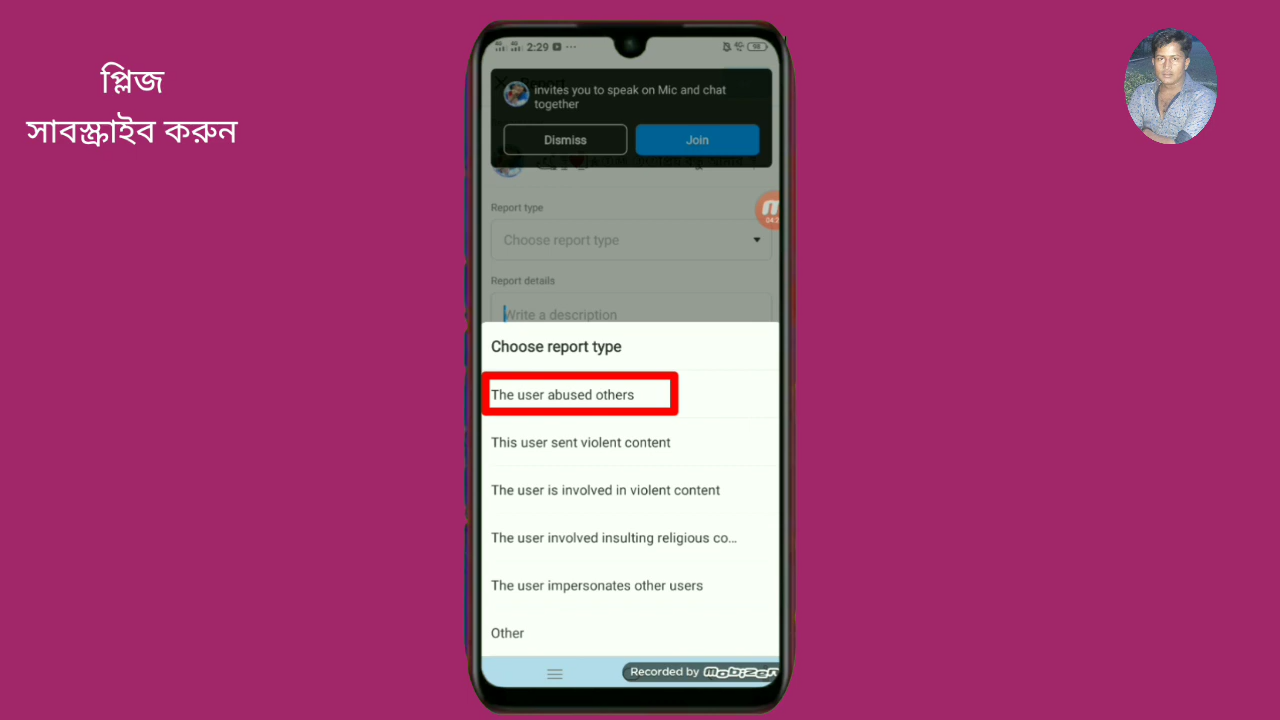 প্লিজ
সাবস্ক্রাইব করুন
2:29
Report
invites you to speak on Mic and chat
together
Dismiss
Join
Report type
Choose report type
Report details
Write a description
Choose report type
The user abused others
This user sent violent content
The user is involved in violent content
The user involved insulting religious co...
The user impersonates other users
Other
Recorded by mobizen